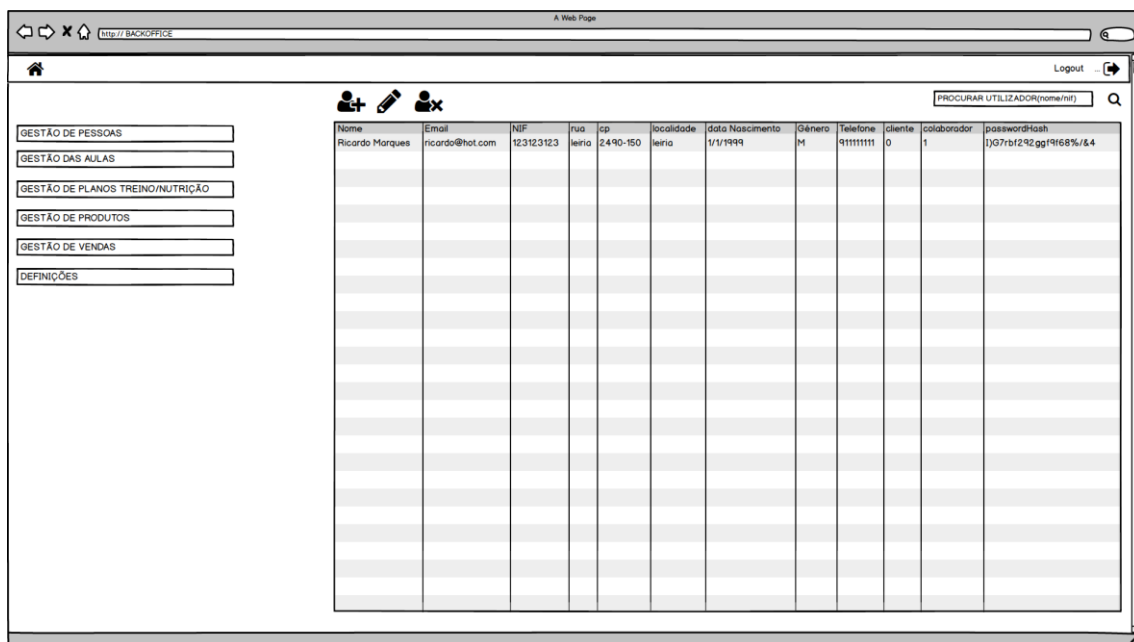 A Web Page
http:// BACKOFFICE
Logout ...
PROCURAR UTILIZADOR(nome/nif)
GESTÃO DE PESSOAS
GESTÃO DAS AULAS
GESTÃO DE PLANOS TREINO/NUTRIÇÃO
GESTÃO DE PRODUTOS
GESTÃO DE VENDAS
DEFINIÇÕES
Nome Email NIF rua cp localidade data Nascimento Género Telefone cliente colaborador passwordHash
Ricardo Marques ricardo@hot.com 123123123 leiria 2490-150 leiria 1/1/1999 M 911111111 0 1 I)G7rbf292ggf9f68%/&4